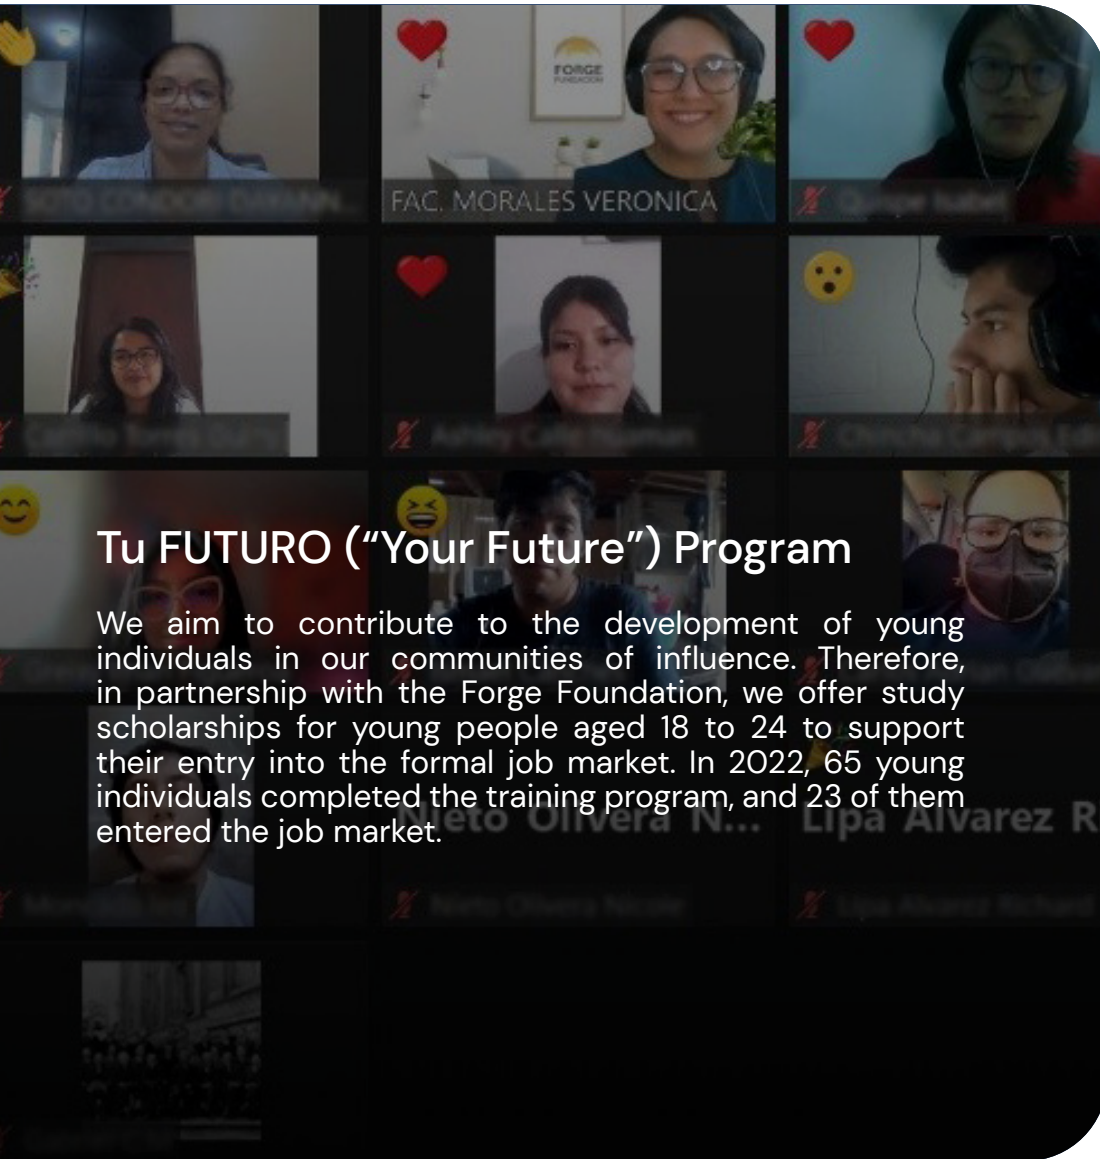 FORGE
FUNDACIÓN
FAC. MORALES VERONICA
Tu FUTURO (“Your Future”) Program
We aim to contribute to the development of young
individuals in our communities of influence. Therefore,
in partnership with the Forge Foundation, we offer study
scholarships for young people aged 18 to 24 to support
their entry into the formal job market. In 2022, 65 young
individuals completed the training program, and 23 of them
entered the job market.
Nieto Olivera N...
Lipa Alvarez R